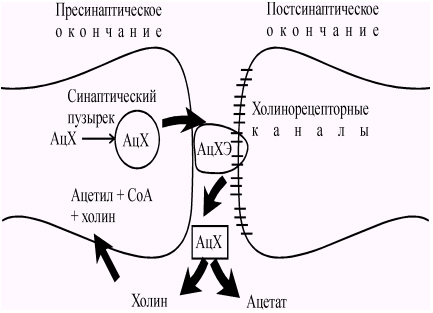 Пресинаптическое
окончание
Постсинаптическое
окончание
Синаптический
пузырек
АцХ
АцХ
АцХЭ
Холинорецепторные
каналы
Ацетил + СоА
+ холин
АцХ
Холин
Ацетат